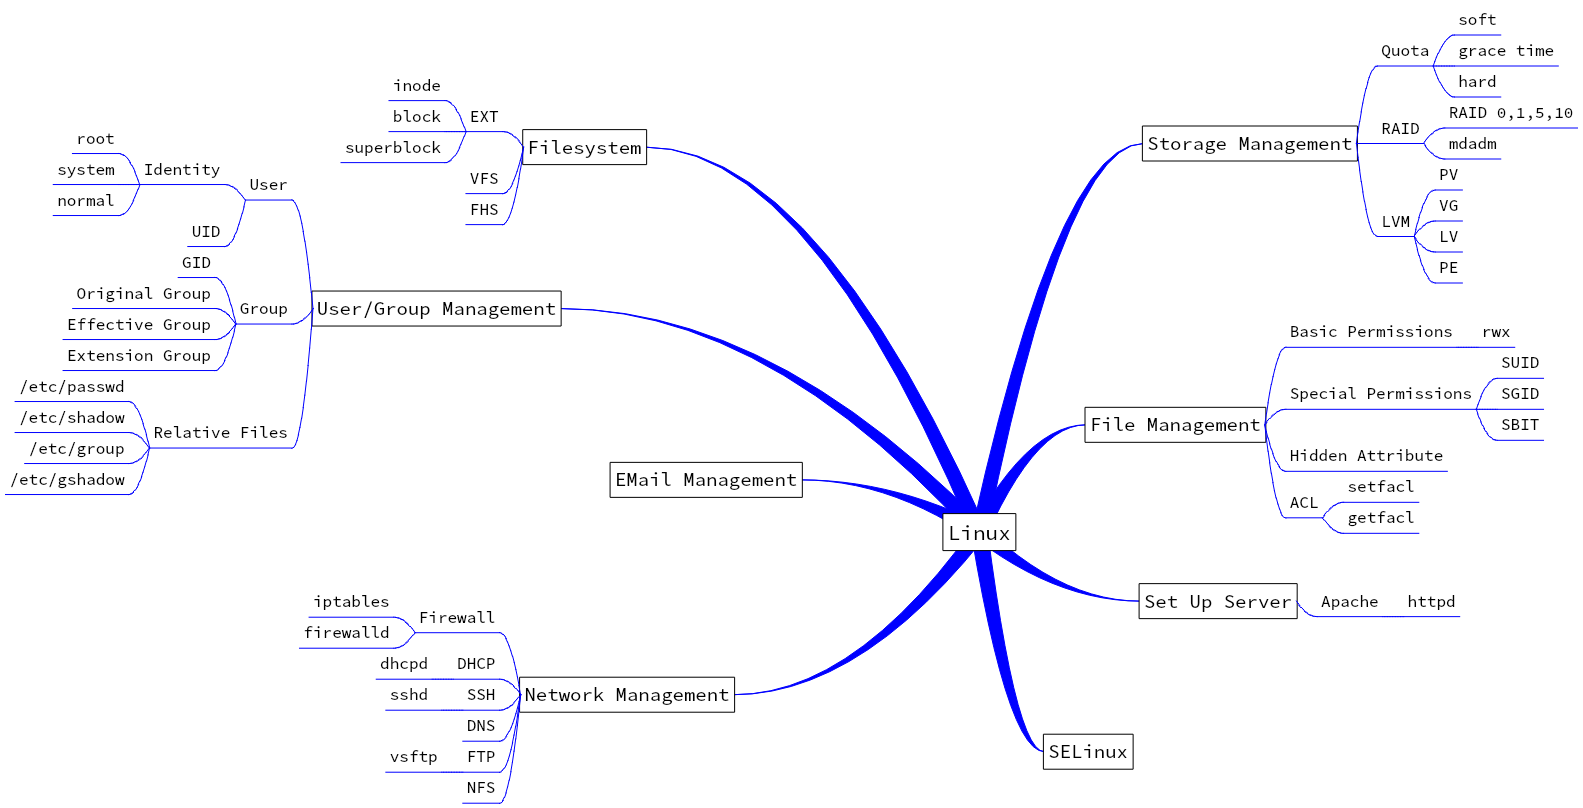 Linux
Filesystem
EXT
inode
block
superblock
VFS
FHS
User/Group Management
User
Identity
root
system
normal
UID
Group
GID
Original Group
Effective Group
Extension Group
Relative Files
/etc/passwd
/etc/shadow
/etc/group
/etc/gshadow
EMail Management
Network Management
Firewall
iptables
firewalld
DHCP
dhcpd
SSH
sshd
DNS
FTP
vsftp
NFS
Storage Management
Quota
soft
grace time
hard
RAID
RAID 0,1,5,10
mdadm
LVM
PV
VG
LV
PE
File Management
Basic Permissions
rwx
Special Permissions
SUID
SGID
SBIT
Hidden Attribute
ACL
setfacl
getfacl
Set Up Server
Apache
httpd
SELinux